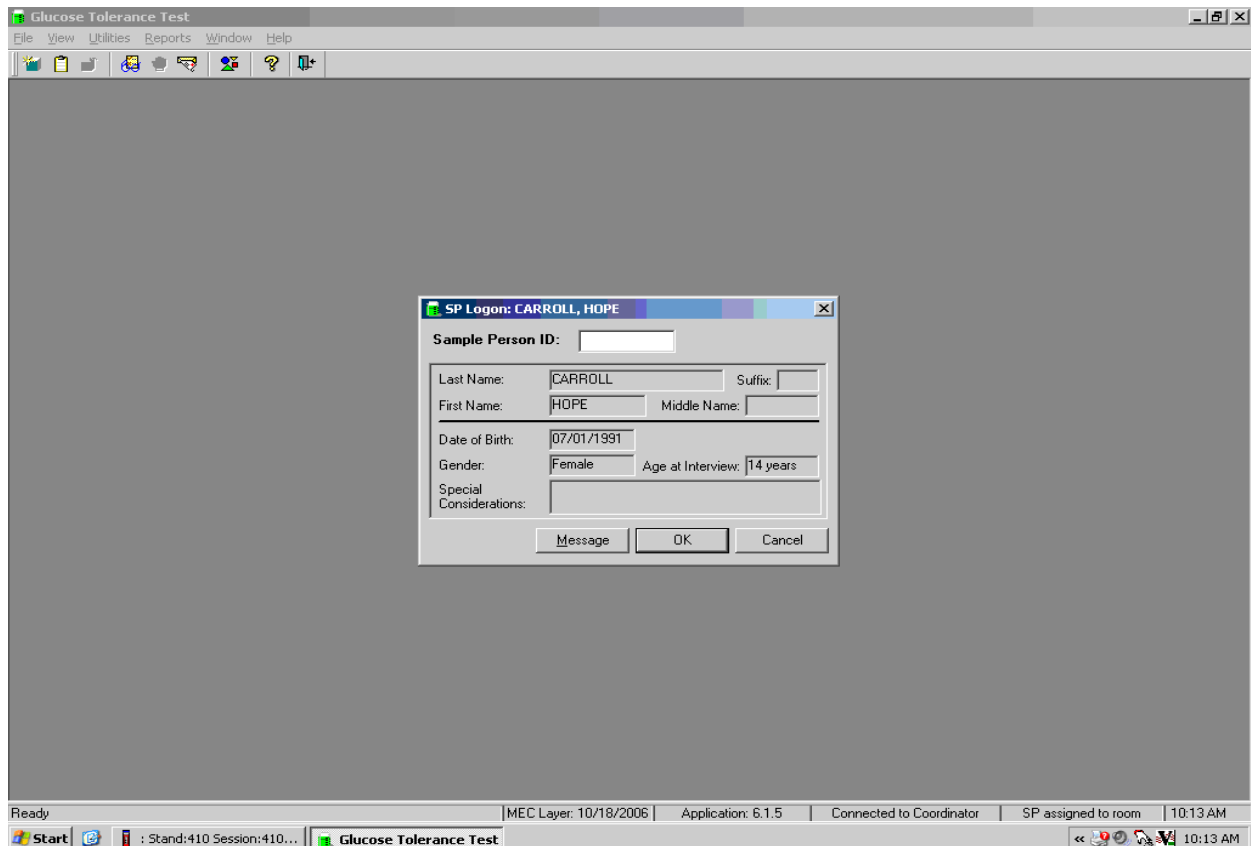 Glucose Tolerance Test
File View Utilities Reports Window Help
SP Logon: CARROLL, HOPE
Sample Person ID:
Last Name: CARROLL Suffix:
First Name: HOPE Middle Name:
Date of Birth: 07/01/1991
Gender: Female Age at Interview: 14 years
Special
Considerations:
Message OK Cancel
Ready MEC Layer: 10/18/2006 Application: 6.1.5 Connected to Coordinator SP assigned to room 10:13 AM
Start : Stand:410 Session:410... Glucose Tolerance Test « 10:13 AM